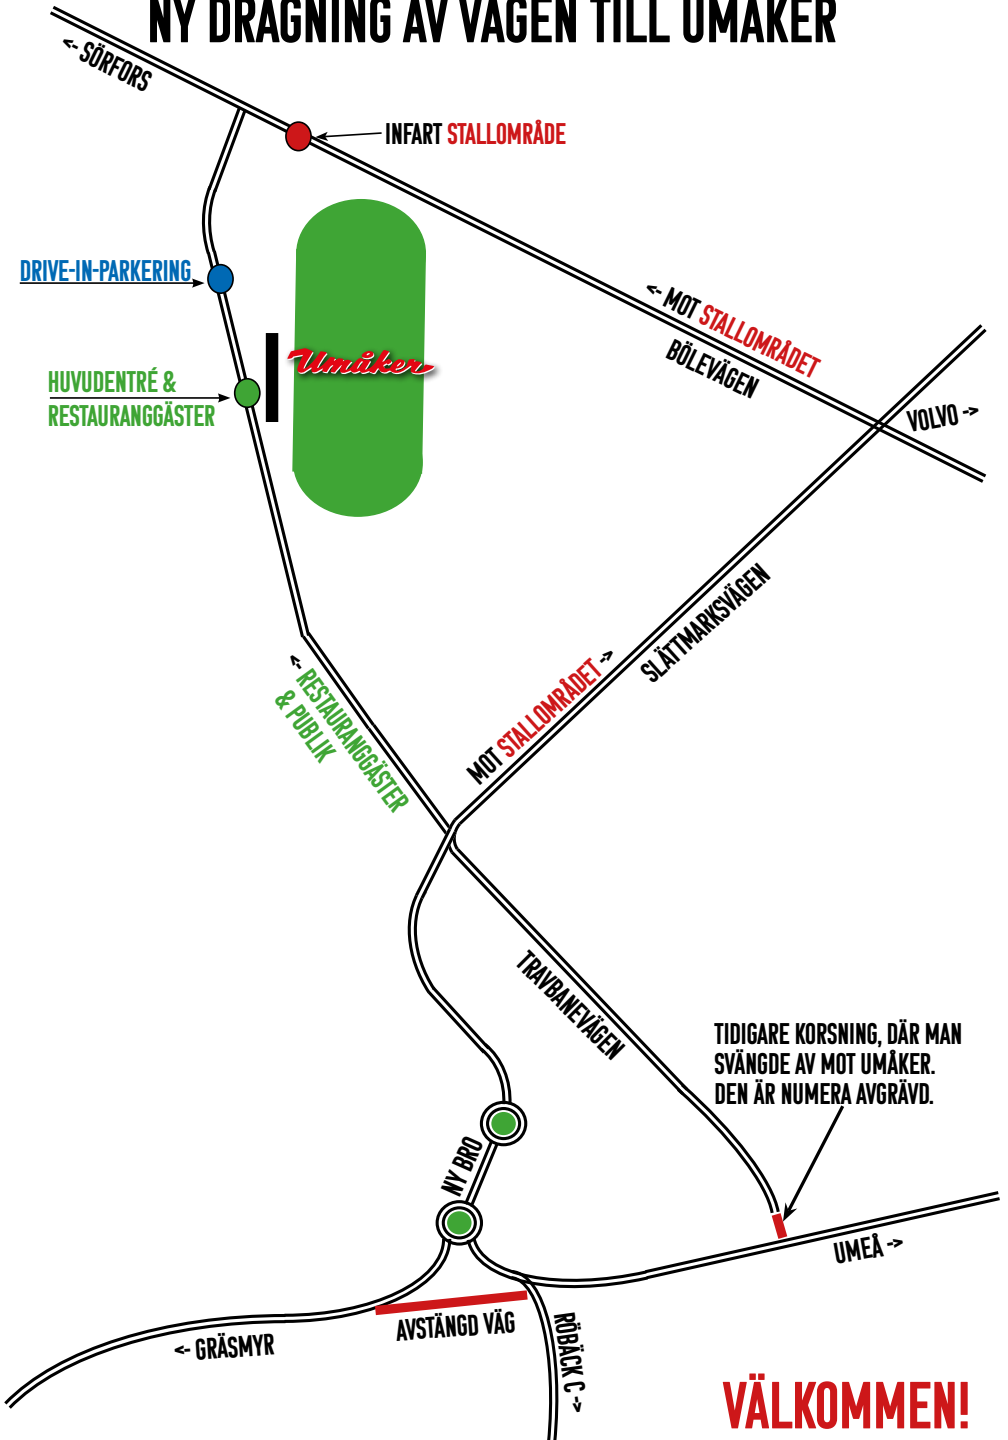 NY DRAGNING AV VÄGEN TILL UMÅKER
<- SÖRFORS
INFART STALLOMRÅDE
DRIVE-IN-PARKERING
<- MOT STALLOMRÅDET
BÖLEVÄGEN
Umåker
HUVUDENTRÉ &
RESTAURANGGÄSTER
VOLVO ->
SLÄTTMARKSVÄGEN
MOT STALLOMRÅDET ->
<- RESTAURANGGÄSTER
& PUBLIK
TRAVBANEVÄGEN
TIDIGARE KORSNING, DÄR MAN
SVÄNGDE AV MOT UMÅKER.
DEN ÄR NUMERA AVGRÄVD.
NY BRO
UMEÅ ->
AVSTÄNGD VÄG
<- GRÄSMYR
RÖBÄCK C ->
VÄLKOMMEN!